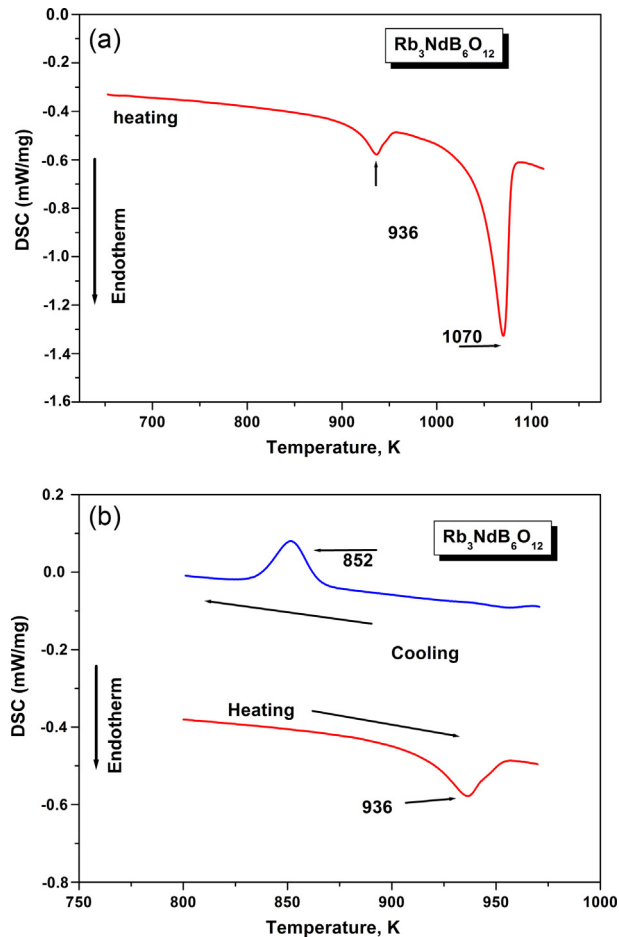 (a)
Rb₃NdB₆O₁₂
heating
936
1070
Endotherm
DSC (mW/mg)
0.0
-0.2
-0.4
-0.6
-0.8
-1.0
-1.2
-1.4
-1.6
700 800 900 1000 1100
Temperature, K
(b)
Rb₃NdB₆O₁₂
852
Cooling
Heating
936
Endotherm
DSC (mW/mg)
0.2
0.0
-0.2
-0.4
-0.6
-0.8
750 800 850 900 950 1000
Temperature, K